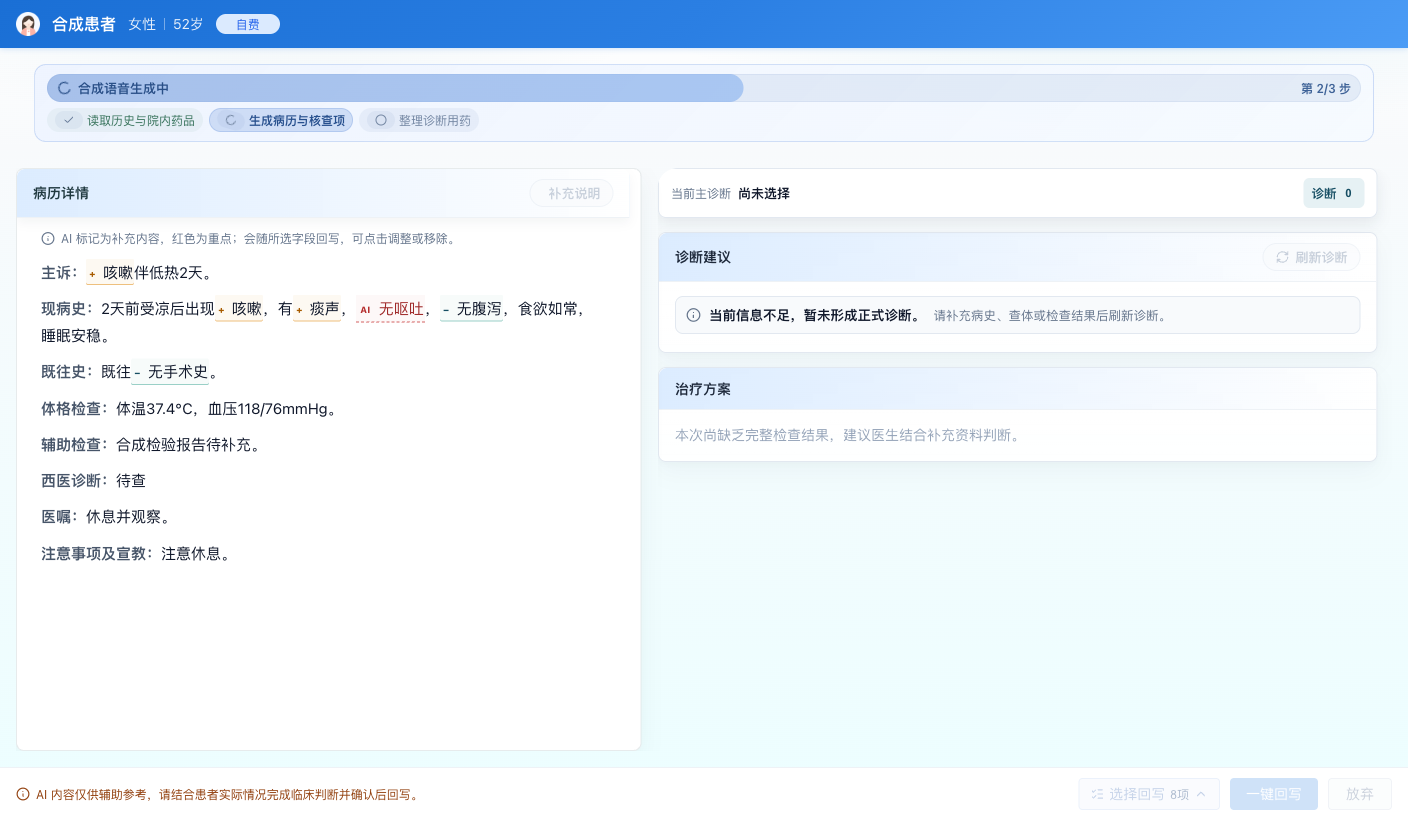 合成患者 女性 52岁 自费
合成语音生成中 第 2/3 步
读取历史与院内药品 生成病历与核查项 整理诊断用药
病历详情 补充说明
AI 标记为补充内容，红色为重点；会随所选字段回写，可点击调整或移除。
主诉：+ 咳嗽伴低热2天。
现病史：2天前受凉后出现+ 咳嗽，有+ 痰声，AI 无呕吐，- 无腹泻，食欲如常，
睡眠安稳。
既往史：既往- 无手术史。
体格检查：体温37.4°C，血压118/76mmHg。
辅助检查：合成检验报告待补充。
西医诊断：待查
医嘱：休息并观察。
注意事项及宣教：注意休息。
当前主诊断 尚未选择 诊断 0
诊断建议 刷新诊断
当前信息不足，暂未形成正式诊断。 请补充病史、查体或检查结果后刷新诊断。
治疗方案
本次尚缺乏完整检查结果，建议医生结合补充资料判断。
AI 内容仅供辅助参考，请结合患者实际情况完成临床判断并确认后回写。
选择回写 8项 一键回写 放弃